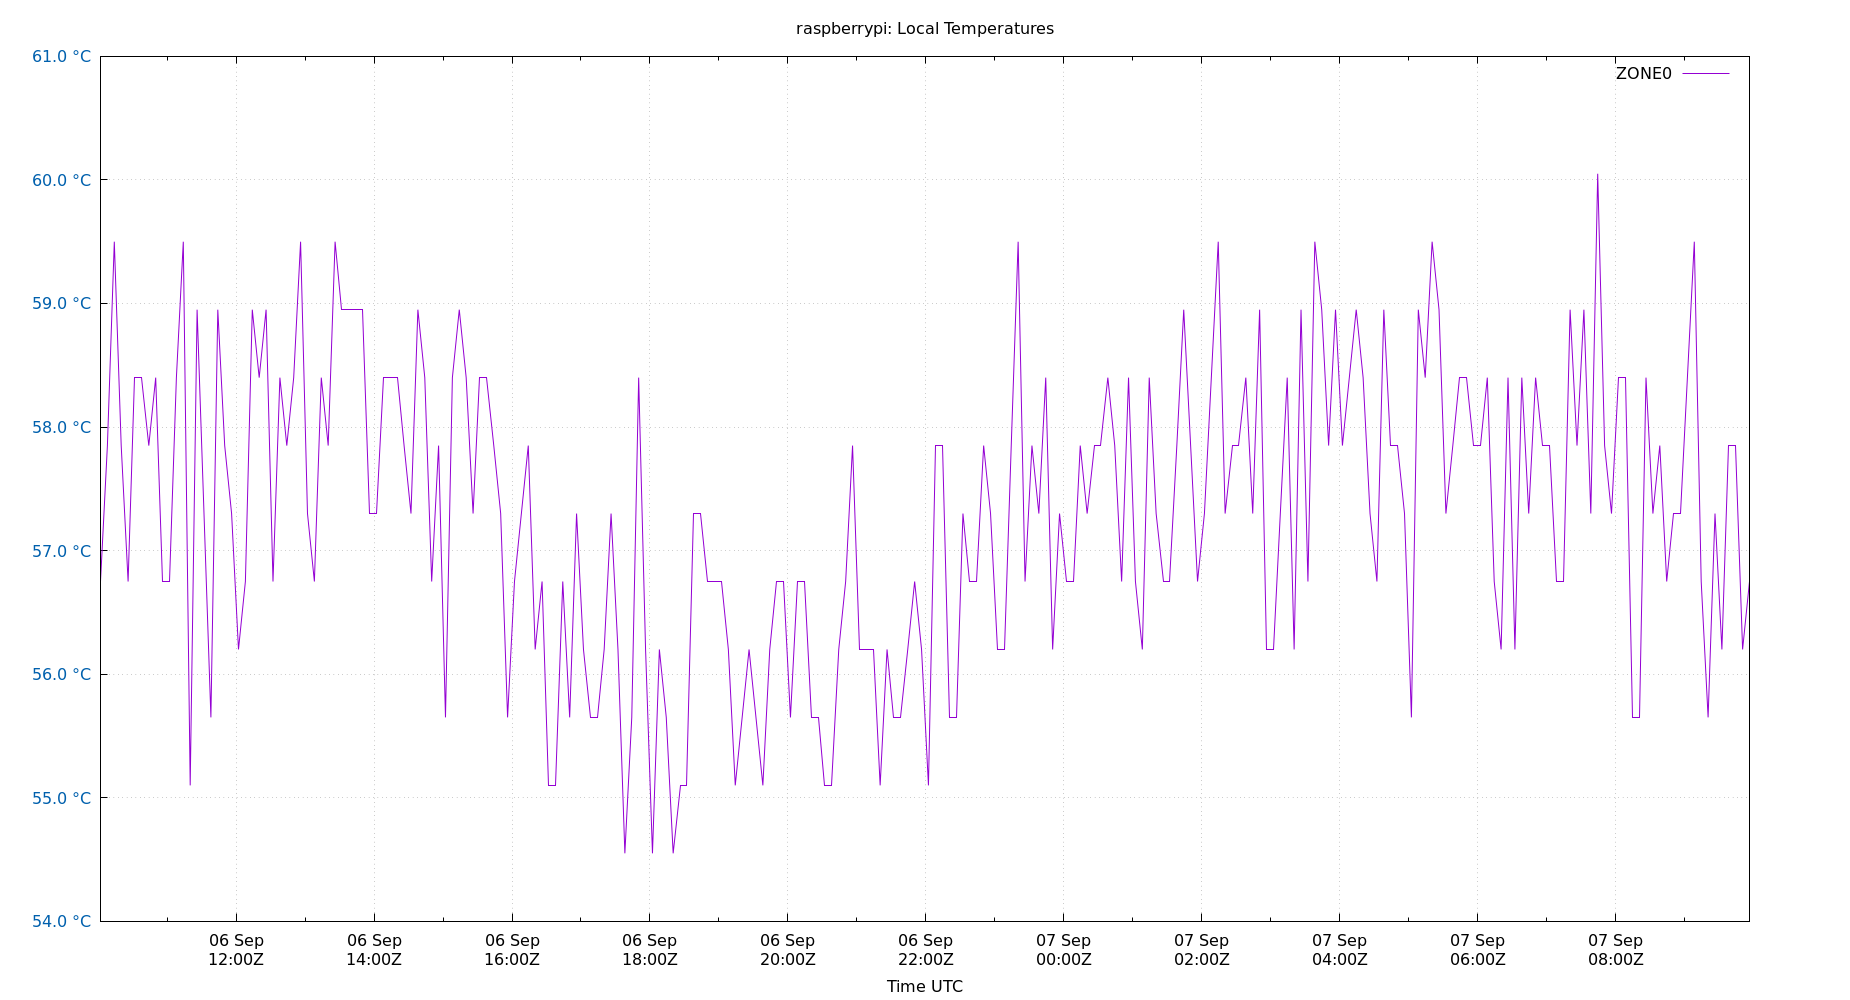 raspberrypi: Local Temperatures
61.0 °C
ZONE0
60.0 °C
59.0 °C
58.0 °C
57.0 °C
56.0 °C
55.0 °C
54.0 °C
06 Sep 06 Sep 06 Sep 06 Sep 06 Sep 06 Sep 07 Sep 07 Sep 07 Sep 07 Sep 07 Sep
12:00Z 14:00Z 16:00Z 18:00Z 20:00Z 22:00Z 00:00Z 02:00Z 04:00Z 06:00Z 08:00Z
Time UTC